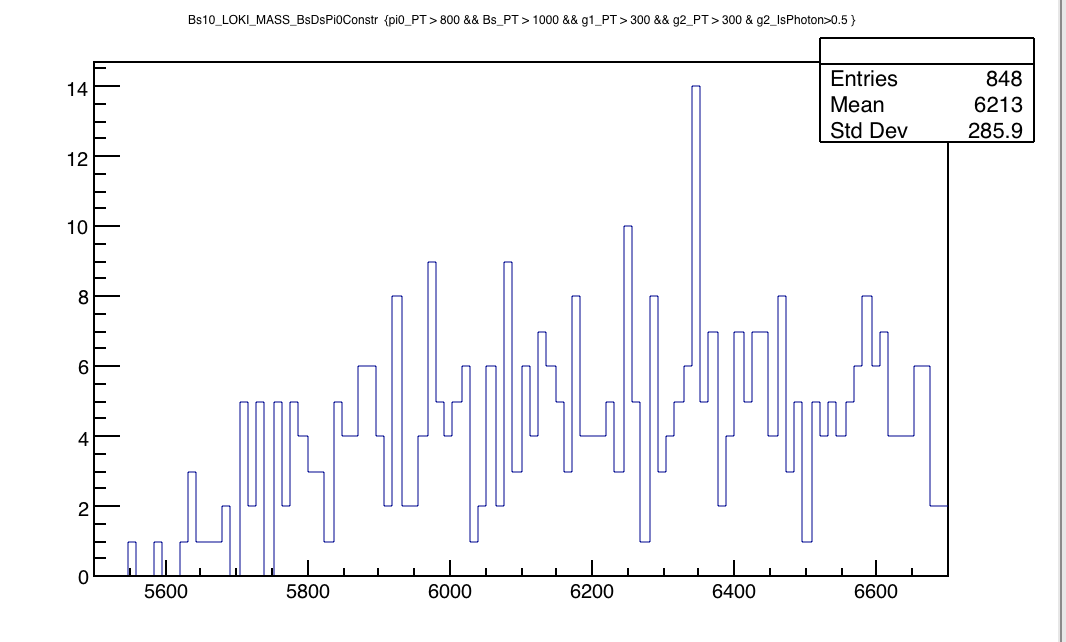 Bs10_LOKI_MASS_BsDsPi0Constr {pi0_PT > 800 && Bs_PT > 1000 && g1_PT > 300 && g2_PT > 300 & g2_IsPhoton>0.5 }
Entries 848
Mean 6213
Std Dev 285.9
14
12
10
8
6
4
2
0
5600 5800 6000 6200 6400 6600